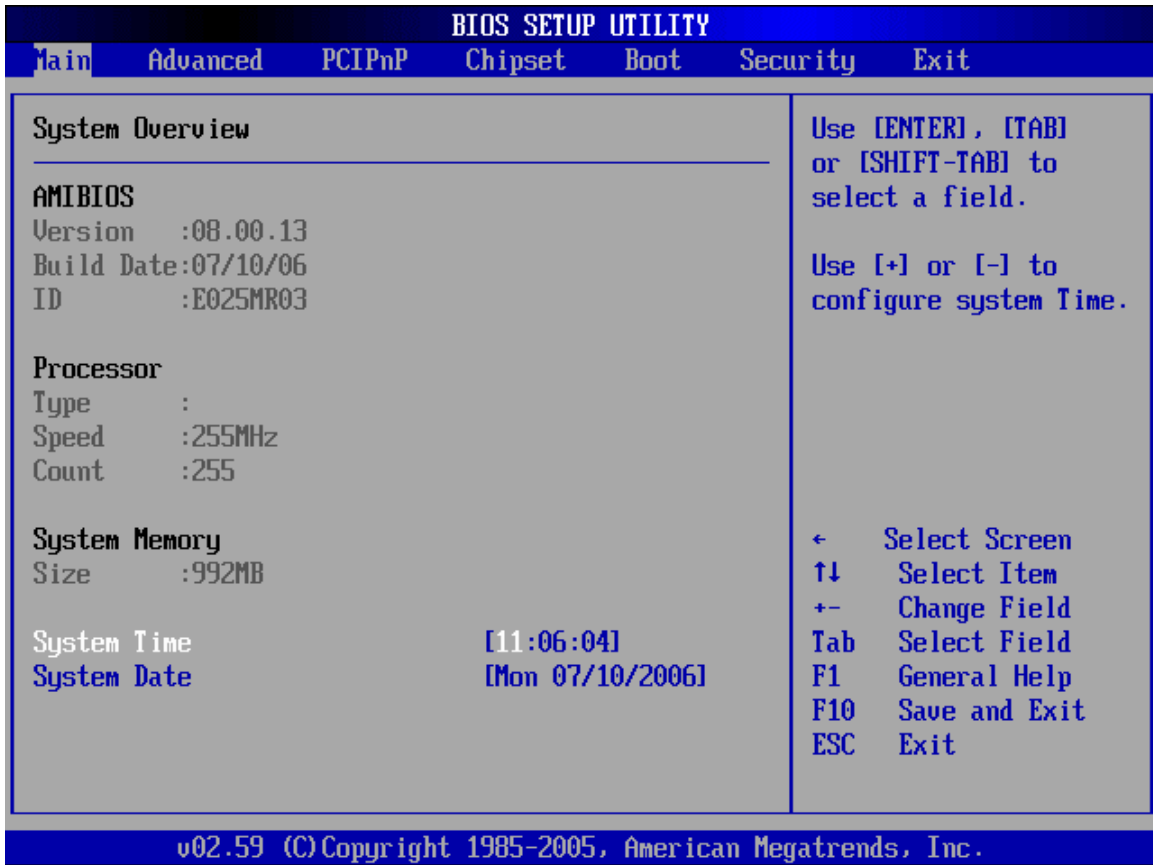 BIOS SETUP UTILITY
Main Advanced PCIPnP Chipset Boot Security Exit
System Overview
AMIBIOS
Version :08.00.13
Build Date:07/10/06
ID :E025MR03
Processor
Type :
Speed :255MHz
Count :255
System Memory
Size :992MB
System Time [11:06:04]
System Date [Mon 07/10/2006]
Use [ENTER], [TAB]
or [SHIFT-TAB] to
select a field.
Use [+] or [-] to
configure system Time.
← Select Screen
↑↓ Select Item
+- Change Field
Tab Select Field
F1 General Help
F10 Save and Exit
ESC Exit
v02.59 (C)Copyright 1985-2005, American Megatrends, Inc.